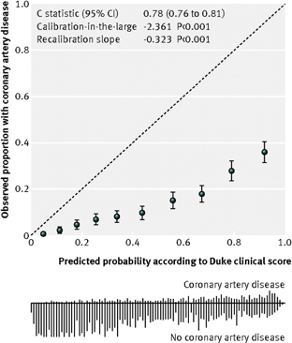 C statistic (95% CI) 0.78 (0.76 to 0.81)
Calibration-in-the-large -2.361 P<0.001
Recalibration slope -0.323 P<0.001
Observed proportion with coronary artery disease
1.0
0.8
0.6
0.4
0.2
0
0 0.2 0.4 0.6 0.8 1.0
Predicted probability according to Duke clinical score
Coronary artery disease
No coronary artery disease